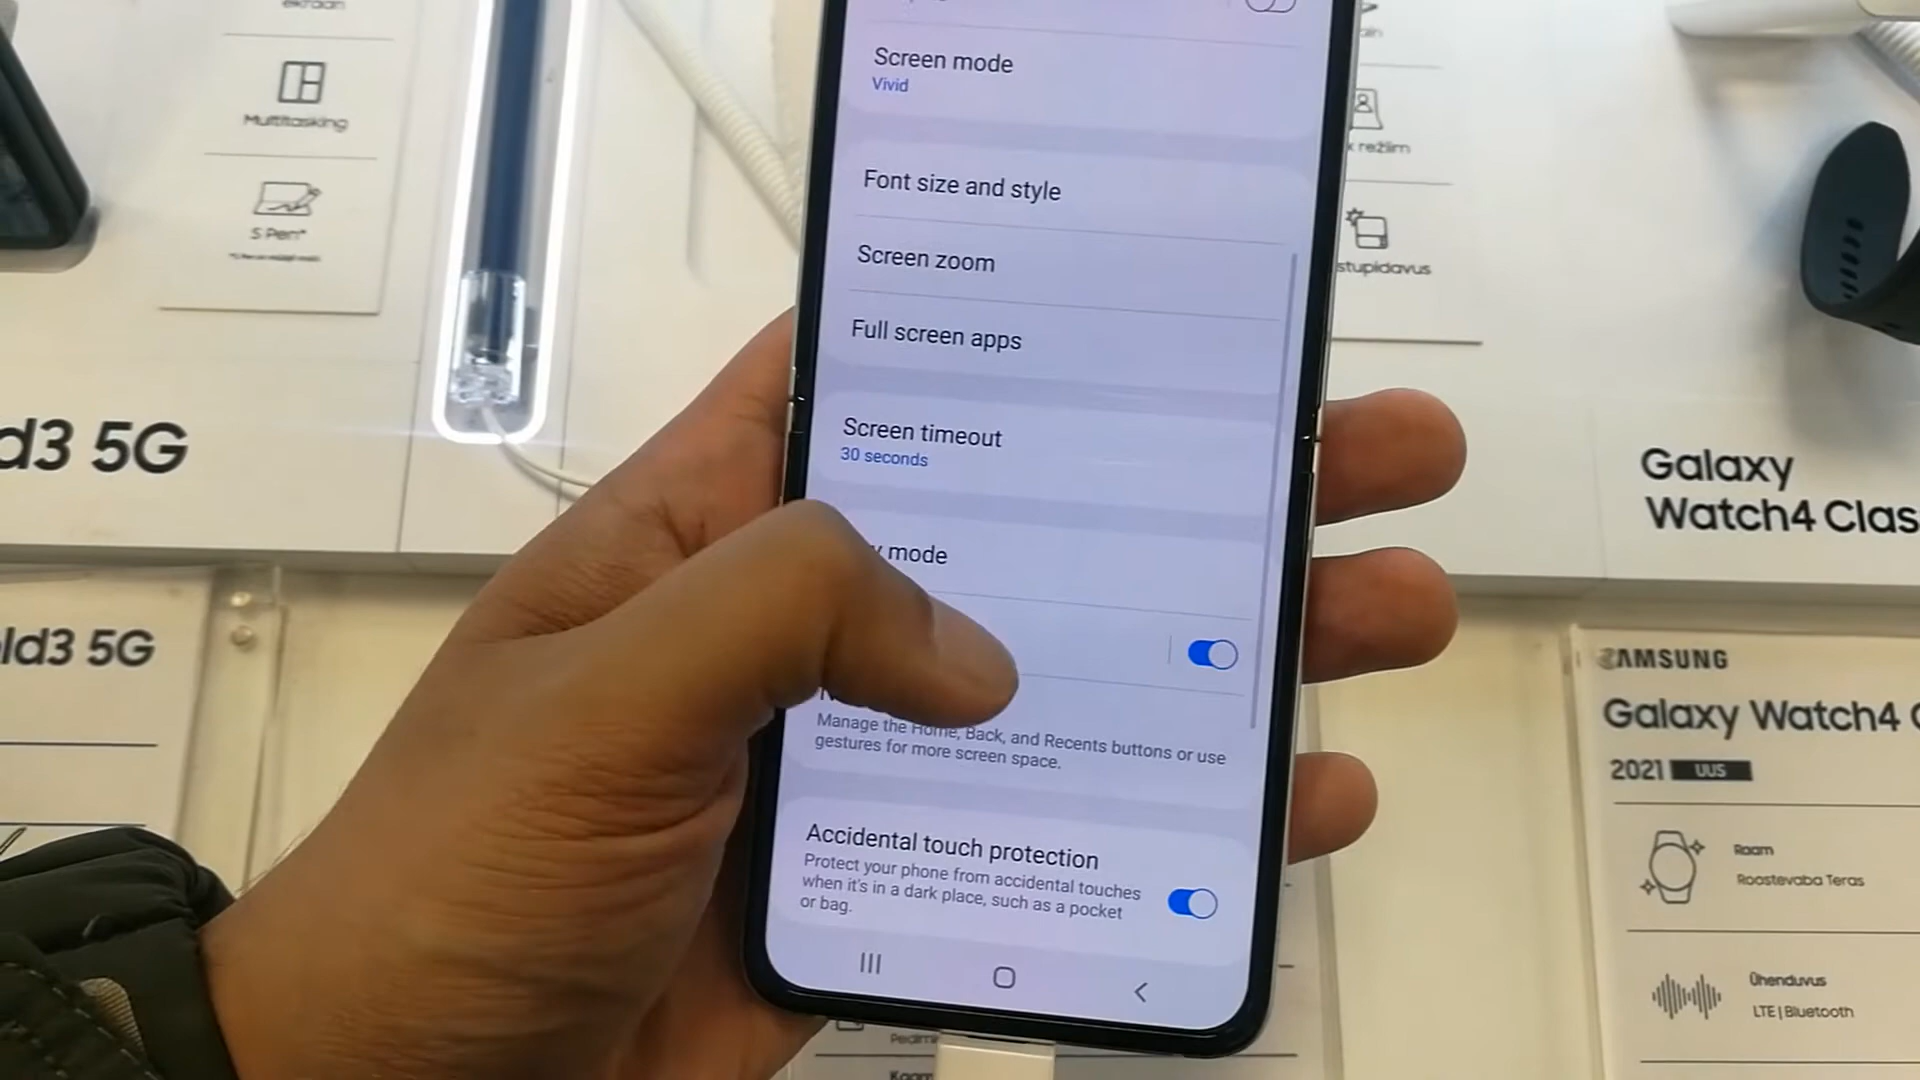 ekraan
Multitasking
S Pen*
d3 5G
ld3 5G
Screen mode
Vivid
Font size and style
Screen zoom
Full screen apps
Screen timeout
30 seconds
y mode
Manage the Home, Back, and Recents buttons or use
gestures for more screen space.
Accidental touch protection
Protect your phone from accidental touches
when it's in a dark place, such as a pocket
or bag.
x režiim
stupidavus
Galaxy
Watch4 Clas
SAMSUNG
Galaxy Watch4 C
2021 UUS
Raam
Roostevaba Teras
Ühenduvus
LTE | Bluetooth